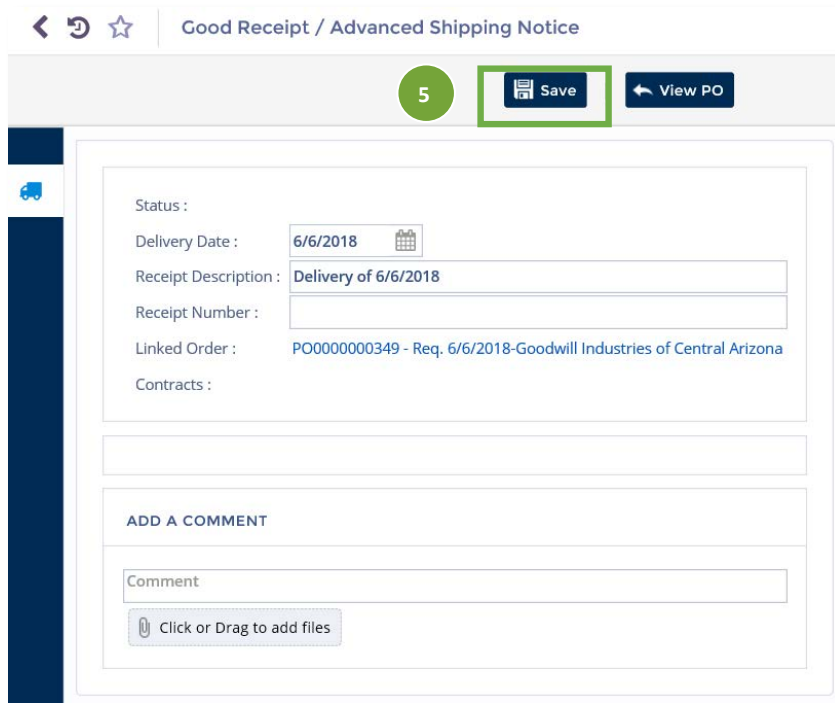 Good Receipt / Advanced Shipping Notice
5 Save View PO
Status :
Delivery Date : 6/6/2018
Receipt Description : Delivery of 6/6/2018
Receipt Number :
Linked Order : PO0000000349 - Req. 6/6/2018-Goodwill Industries of Central Arizona
Contracts :
ADD A COMMENT
Comment
Click or Drag to add files